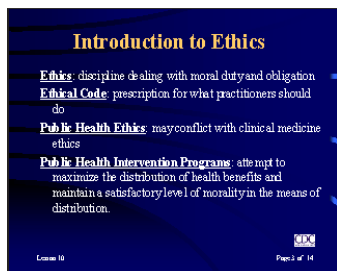 Introduction to Ethics
Ethics: discipline dealing with moral duty and obligation
Ethical Code: prescription for what practitioners should
do
Public Health Ethics: may conflict with clinical medicine
ethics
Public Health Intervention Programs: attempt to
maximize the distribution of health benefits and
maintain a satisfactory level of morality in the means of
distribution.
CDC
Lesson 10
Page 3 of 14